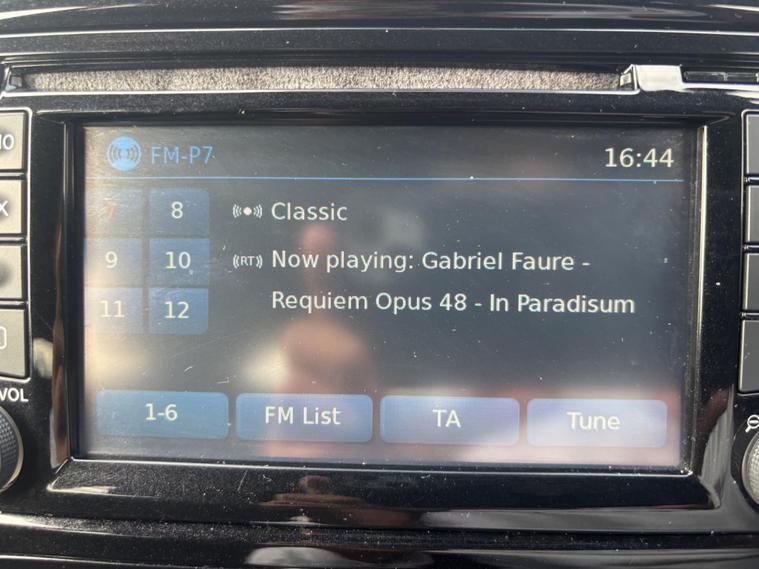 FM-P7
16:44
7 8
Classic
9 10
RT
Now playing: Gabriel Faure -
11 12
Requiem Opus 48 - In Paradisum
1-6
FM List
TA
Tune
VOL